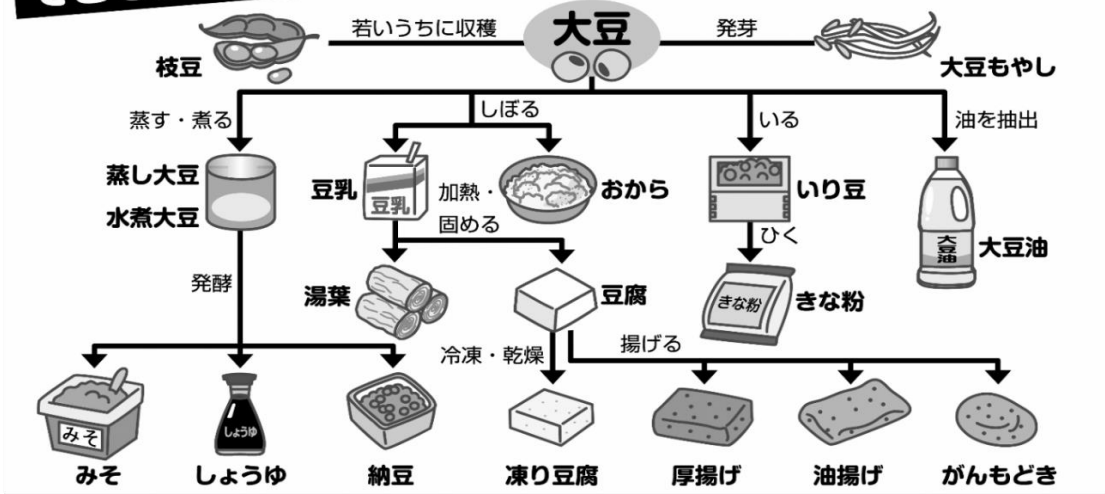 大豆
若いうちに収穫
発芽
枝豆
大豆もやし
蒸す・煮る
しぼる
いる
油を抽出
蒸し大豆
水煮大豆
豆乳
豆乳
加熱・
固める
おから
いり豆
大豆油
大豆油
ひく
発酵
湯葉
豆腐
きな粉
きな粉
冷凍・乾燥
揚げる
みそ
しょうゆ
みそ
しょうゆ
納豆
凍り豆腐
厚揚げ
油揚げ
がんもどき